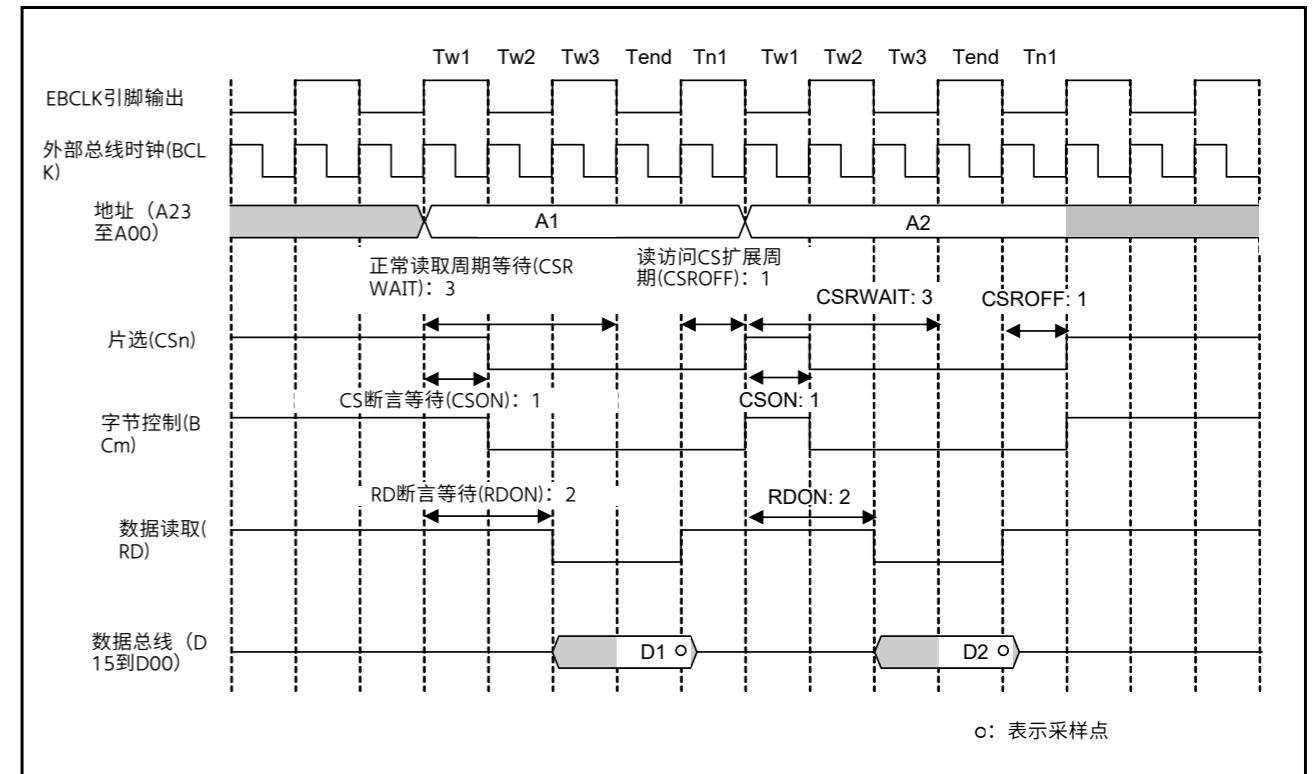 Tw1 Tw2 Tw3 Tend Tn1 Tw1 Tw2 Tw3 Tend Tn1
EBCLK引脚输出
外部总线时钟(BCL
K)
地址（A23
至A00）
A1
A2
正常读取周期等待(CSR
WAIT)：3
读访问CS扩展周
期(CSROFF)：1
CSRWAIT: 3
CSROFF: 1
片选(CSn)
CS断言等待(CSON)：1
CSON: 1
字节控制(B
Cm)
RD断言等待(RDON)：2
RDON: 2
数据读取(
RD)
数据总线（D
15到D00）
D1
D2
o：表示采样点